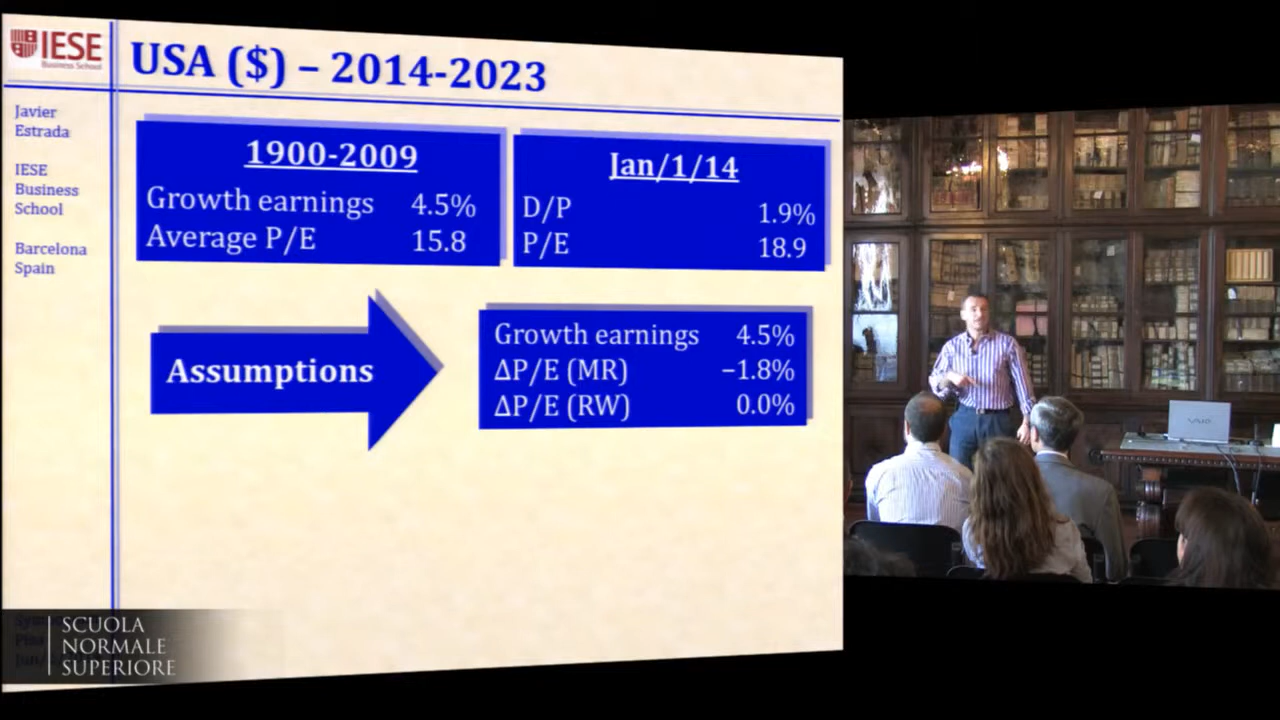 IESE
Business School
USA ($) – 2014-2023
Javier
Estrada
IESE
Business
School
Barcelona
Spain
1900-2009
Growth earnings 4.5%
Average P/E 15.8
Jan/1/14
D/P 1.9%
P/E 18.9
Assumptions
Growth earnings 4.5%
ΔP/E (MR) −1.8%
ΔP/E (RW) 0.0%
SCUOLA
NORMALE
SUPERIORE
VAIO